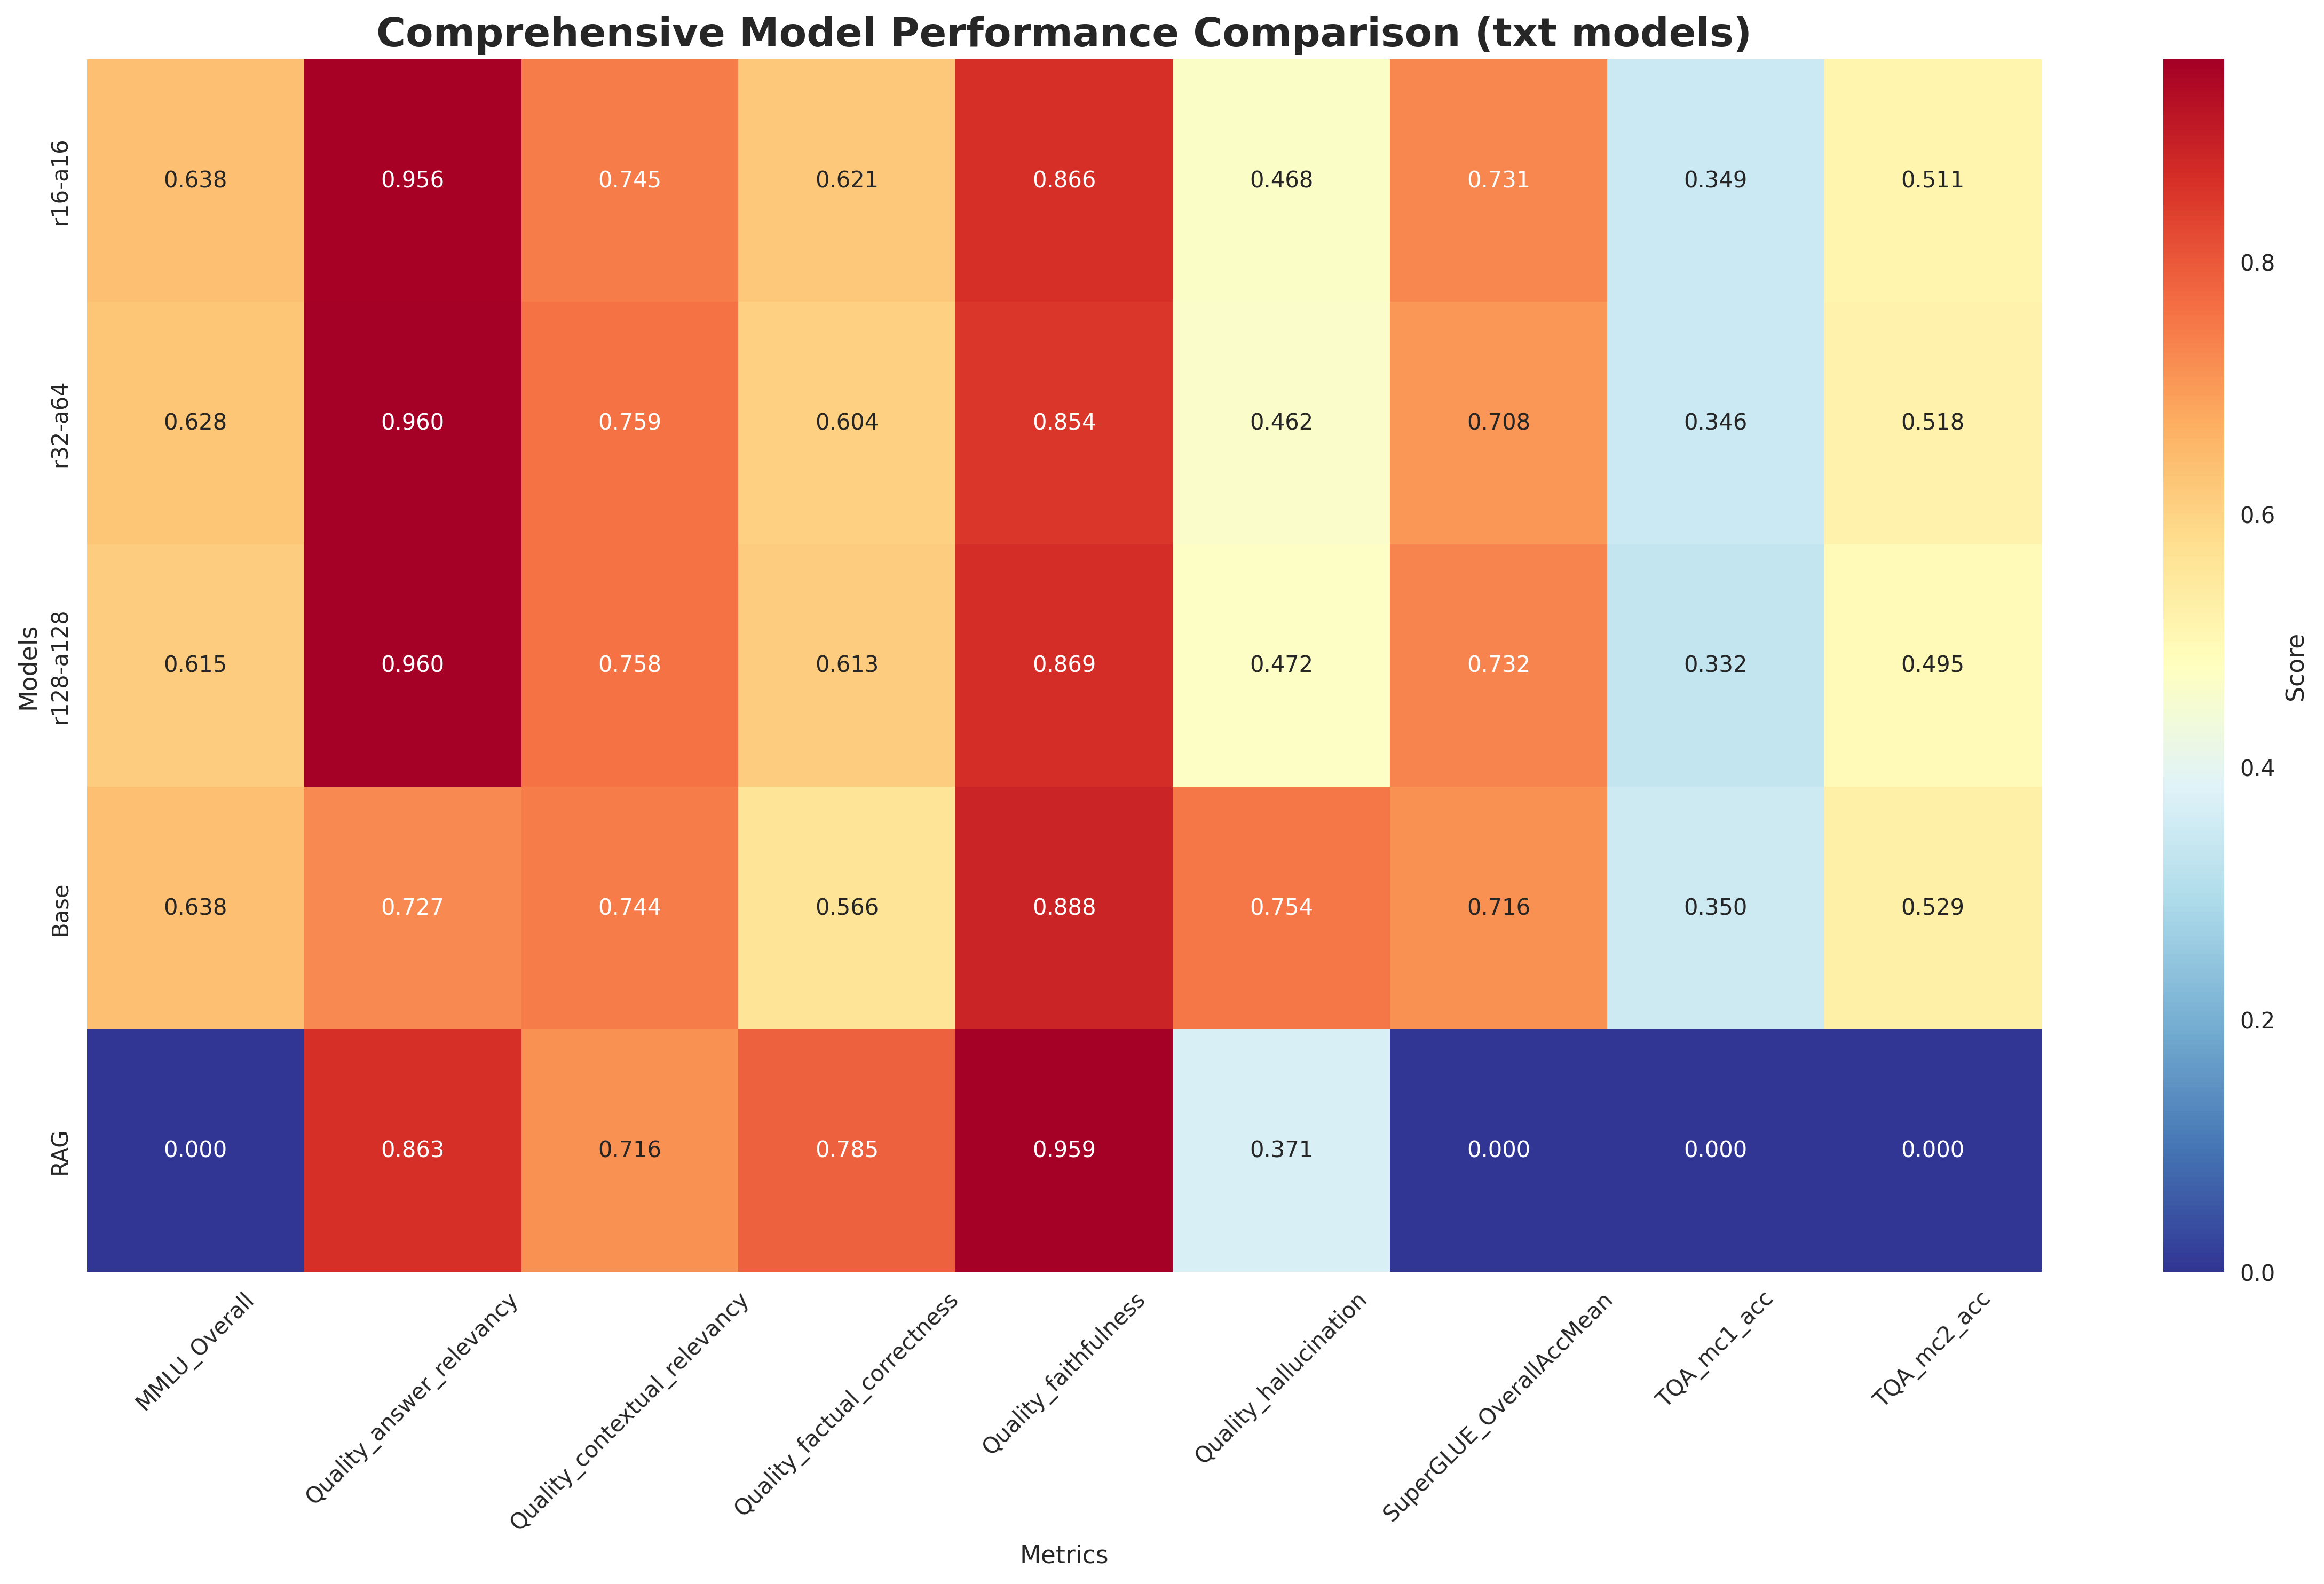 Comprehensive Model Performance Comparison (txt models)
Models
r16-a16
0.638 0.956 0.745 0.621 0.866 0.468 0.731 0.349 0.511
r32-a64
0.628 0.960 0.759 0.604 0.854 0.462 0.708 0.346 0.518
r128-a128
0.615 0.960 0.758 0.613 0.869 0.472 0.732 0.332 0.495
Base
0.638 0.727 0.744 0.566 0.888 0.754 0.716 0.350 0.529
RAG
0.000 0.863 0.716 0.785 0.959 0.371 0.000 0.000 0.000
MMLU_Overall
Quality_answer_relevancy
Quality_contextual_relevancy
Quality_factual_correctness
Quality_faithfulness
Quality_hallucination
SuperGLUE_OverallAccMean
TQA_mc1_acc
TQA_mc2_acc
Metrics
0.8
0.6
0.4
0.2
0.0
Score